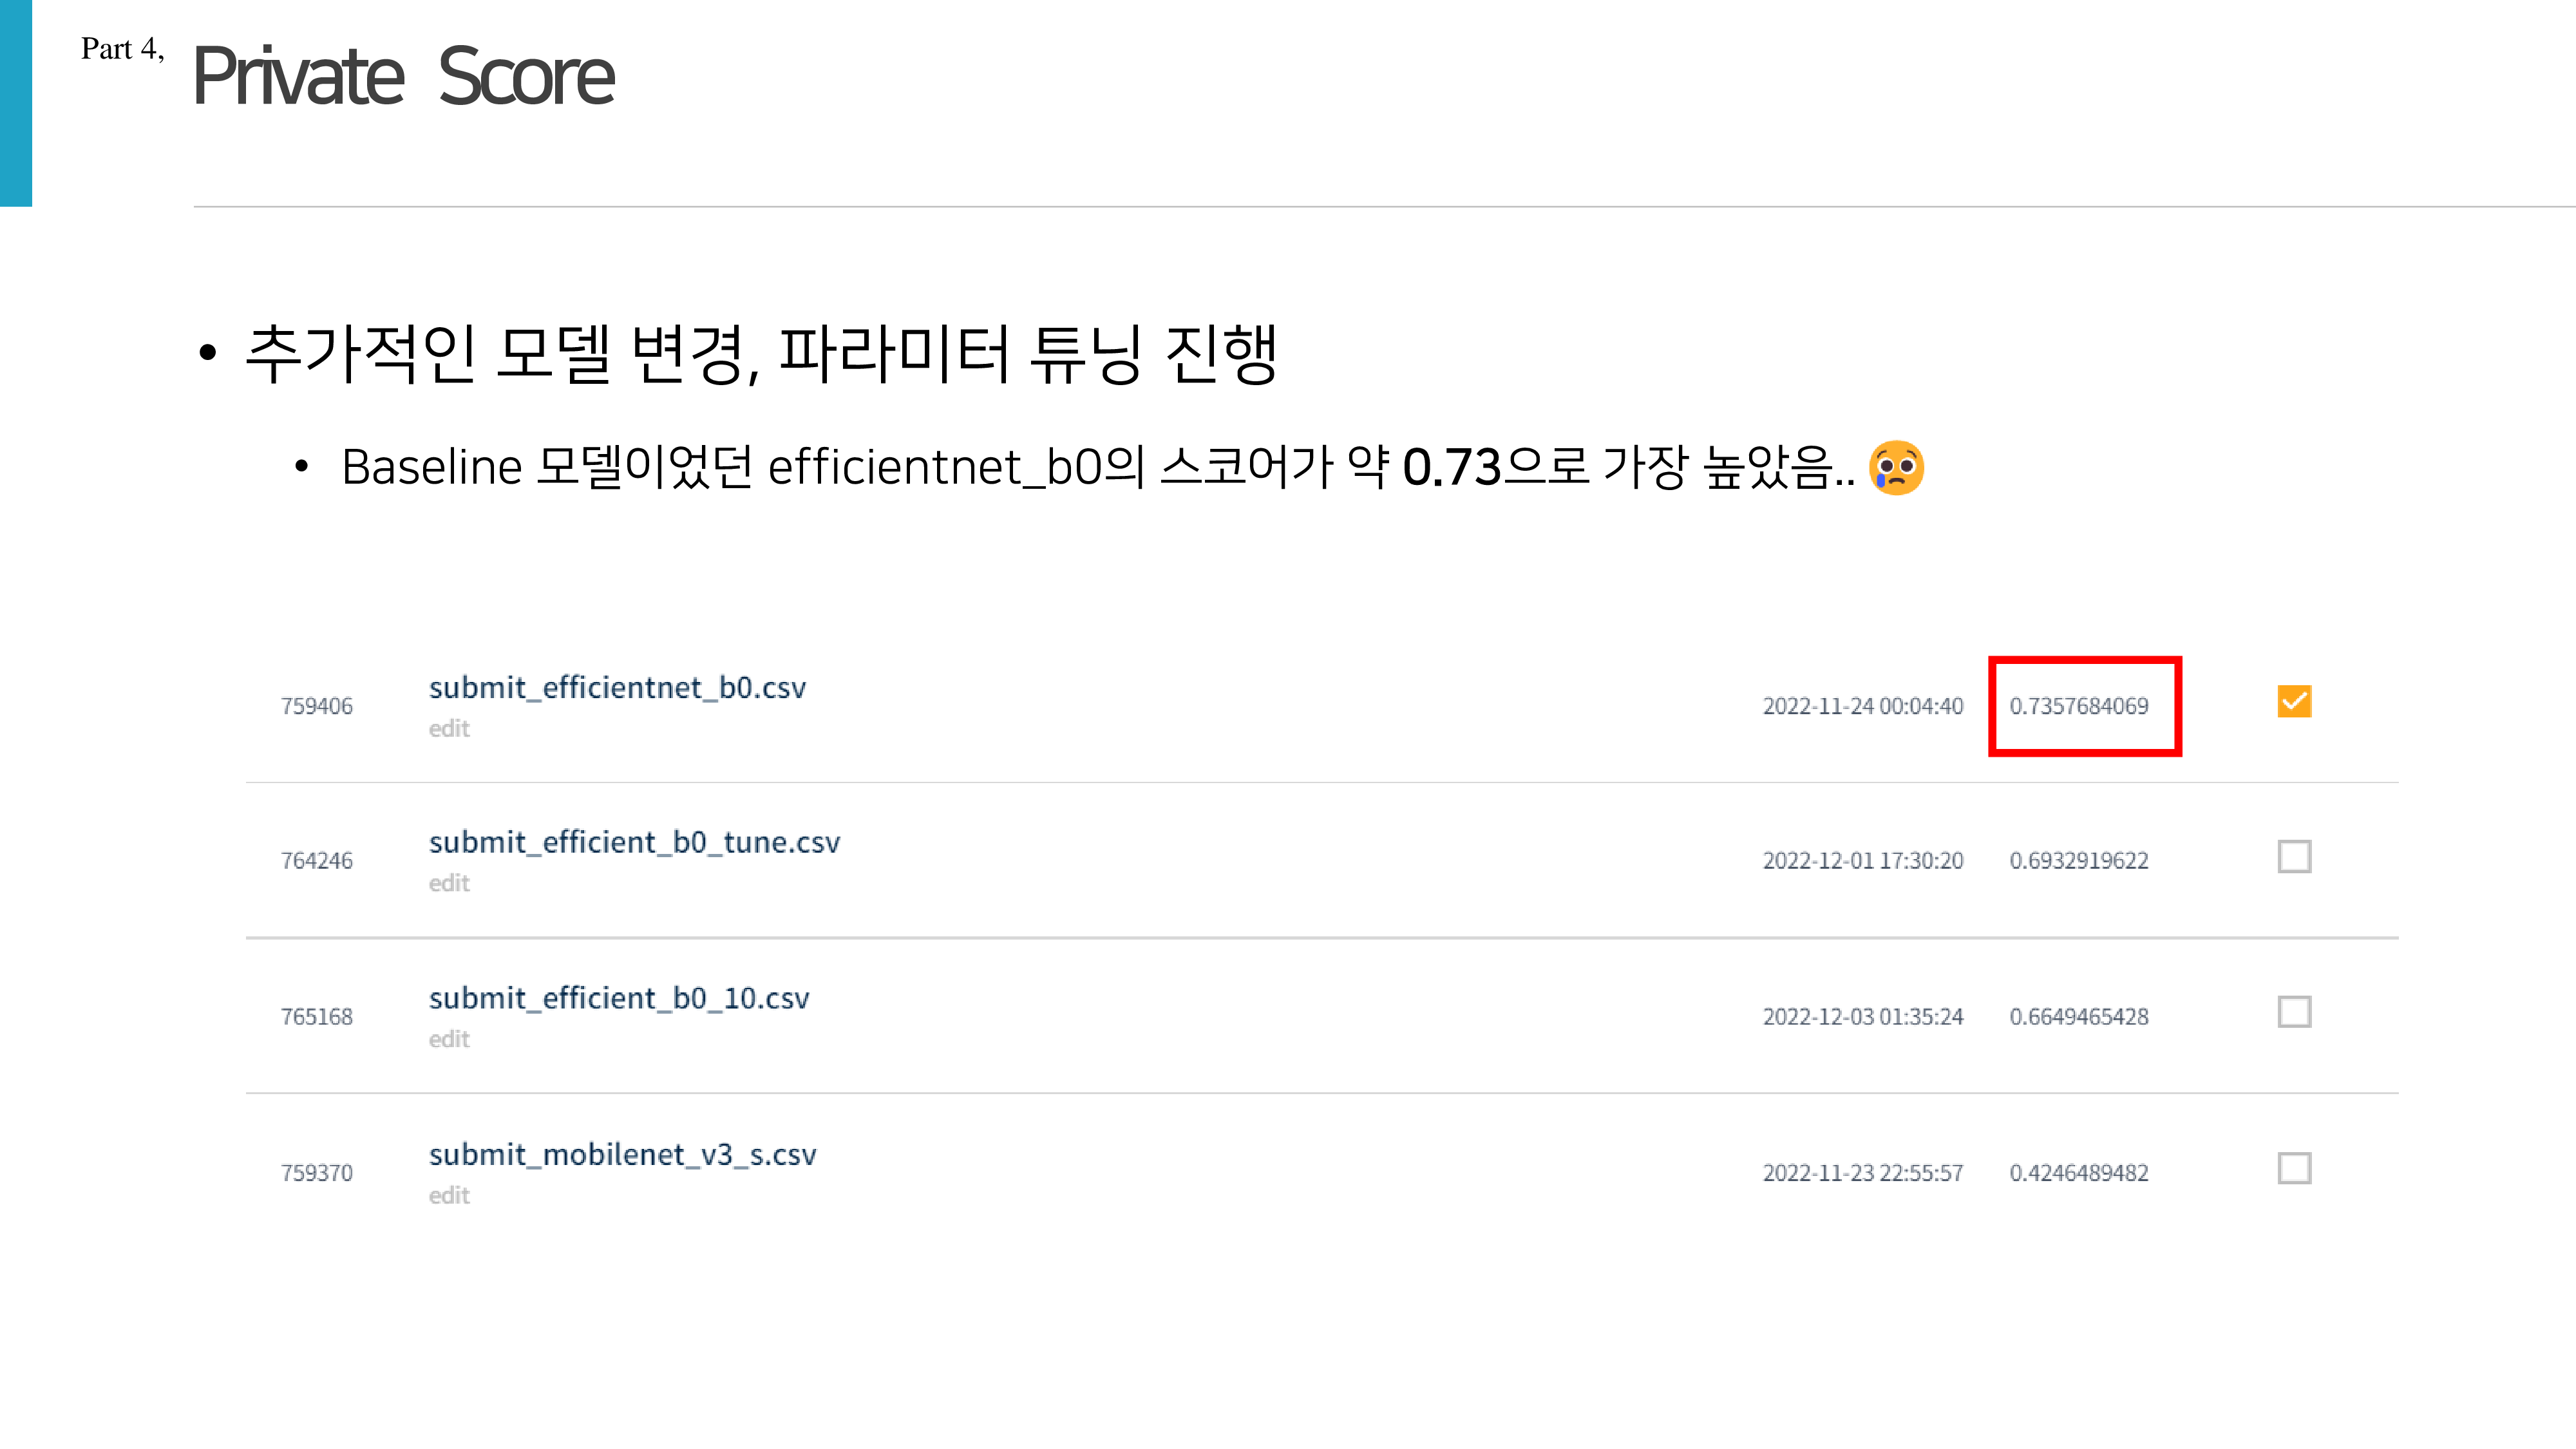 Part 4,
Private Score
• 추가적인 모델 변경, 파라미터 튜닝 진행
• Baseline 모델이었던 efficientnet_b0의 스코어가 약 0.73으로 가장 높았음.. 😢
759406 submit_efficientnet_b0.csv 2022-11-24 00:04:40 0.7357684069
edit
764246 submit_efficient_b0_tune.csv 2022-12-01 17:30:20 0.6932919622
edit
765168 submit_efficient_b0_10.csv 2022-12-03 01:35:24 0.6649465428
edit
759370 submit_mobilenet_v3_s.csv 2022-11-23 22:55:57 0.4246489482
edit